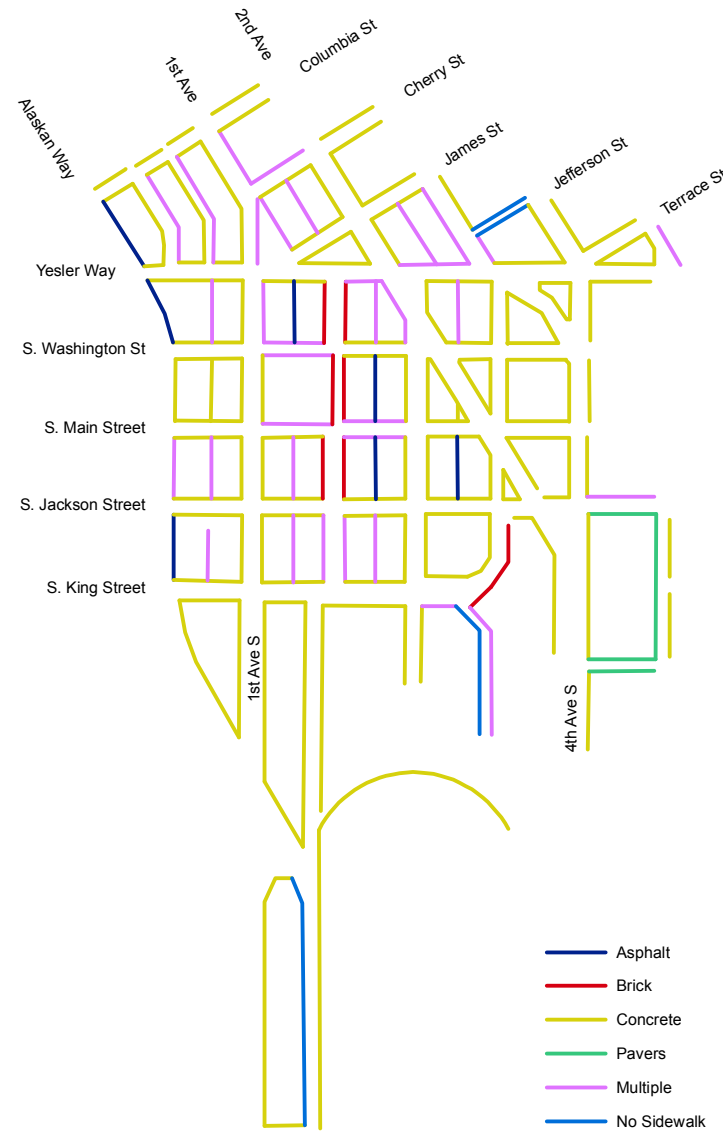 2nd Ave
Columbia St
1st Ave
Cherry St
Alaskan Way
James St
Jefferson St
Terrace St
Yesler Way
S. Washington St
S. Main Street
S. Jackson Street
S. King Street
1st Ave S
4th Ave S
Asphalt
Brick
Concrete
Pavers
Multiple
No Sidewalk